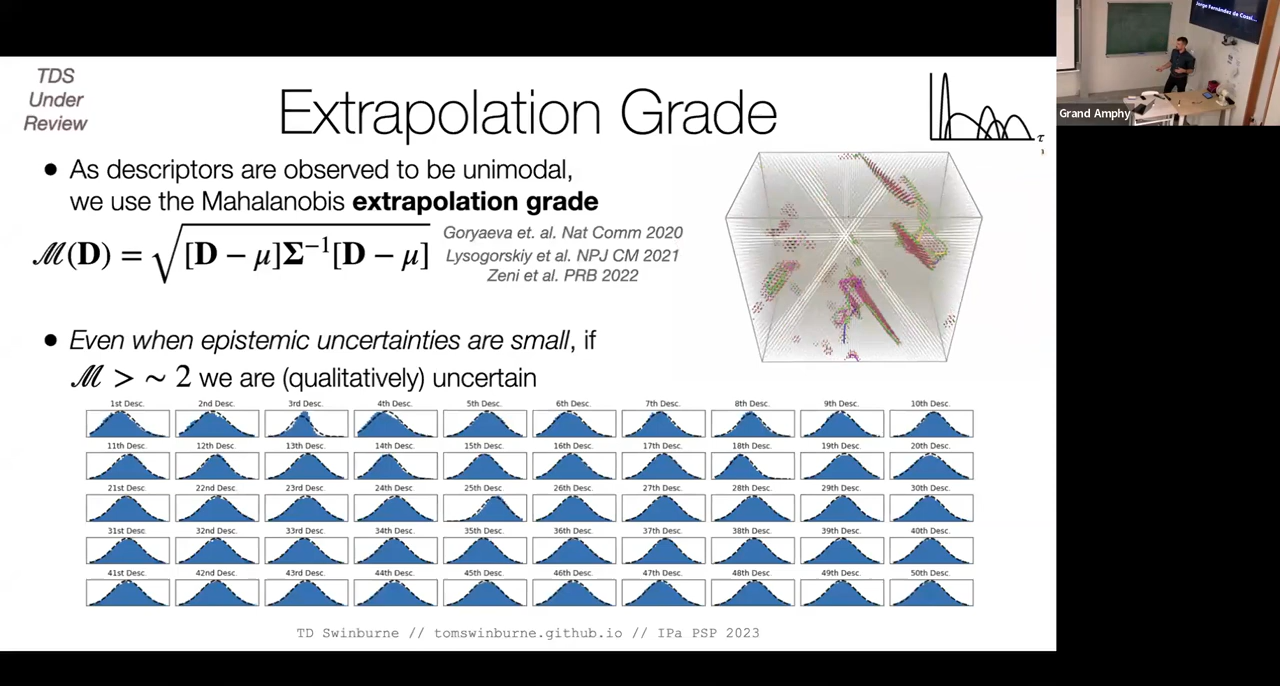 TDS
Under
Review
Extrapolation Grade
τ
• As descriptors are observed to be unimodal,
we use the Mahalanobis extrapolation grade
ℳ(D) = √[D − μ]Σ⁻¹[D − μ]
Goryaeva et. al. Nat Comm 2020
Lysogorskiy et al. NPJ CM 2021
Zeni et al. PRB 2022
• Even when epistemic uncertainties are small, if
ℳ > ~ 2 we are (qualitatively) uncertain
1st Desc. 2nd Desc. 3rd Desc. 4th Desc. 5th Desc. 6th Desc. 7th Desc. 8th Desc. 9th Desc. 10th Desc.
11th Desc. 12th Desc. 13th Desc. 14th Desc. 15th Desc. 16th Desc. 17th Desc. 18th Desc. 19th Desc. 20th Desc.
21st Desc. 22nd Desc. 23rd Desc. 24th Desc. 25th Desc. 26th Desc. 27th Desc. 28th Desc. 29th Desc. 30th Desc.
31st Desc. 32nd Desc. 33rd Desc. 34th Desc. 35th Desc. 36th Desc. 37th Desc. 38th Desc. 39th Desc. 40th Desc.
41st Desc. 42nd Desc. 43rd Desc. 44th Desc. 45th Desc. 46th Desc. 47th Desc. 48th Desc. 49th Desc. 50th Desc.
TD Swinburne // tomswinburne.github.io // IPa PSP 2023
Jorge Fernández de Cossí...
Grand Amphy